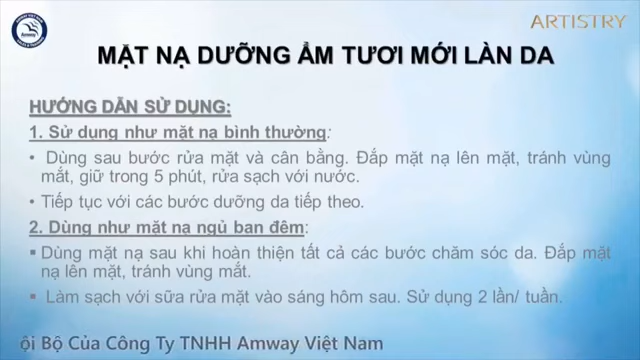 Amway
ARTISTRY
MẶT NẠ DƯỠNG ẨM TƯƠI MỚI LÀN DA
HƯỚNG DẪN SỬ DỤNG:
1. Sử dụng như mặt nạ bình thường:
• Dùng sau bước rửa mặt và cân bằng. Đắp mặt nạ lên mặt, tránh vùng
mắt, giữ trong 5 phút, rửa sạch với nước.
• Tiếp tục với các bước dưỡng da tiếp theo.
2. Dùng như mặt nạ ngủ ban đêm:
▪ Dùng mặt nạ sau khi hoàn thiện tất cả các bước chăm sóc da. Đắp mặt
nạ lên mặt, tránh vùng mắt.
▪ Làm sạch với sữa rửa mặt vào sáng hôm sau. Sử dụng 2 lần/ tuần.
ội Bộ Của Công Ty TNHH Amway Việt Nam